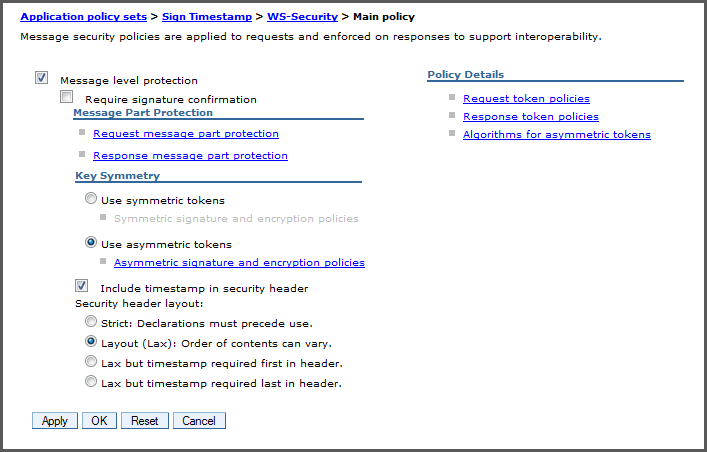 Application policy sets > Sign Timestamp > WS-Security > Main policy
Message security policies are applied to requests and enforced on responses to support interoperability.
Message level protection
Require signature confirmation
Message Part Protection
Request message part protection
Response message part protection
Key Symmetry
Use symmetric tokens
Symmetric signature and encryption policies
Use asymmetric tokens
Asymmetric signature and encryption policies
Include timestamp in security header
Security header layout:
Strict: Declarations must precede use.
Layout (Lax): Order of contents can vary.
Lax but timestamp required first in header.
Lax but timestamp required last in header.
Apply OK Reset Cancel
Policy Details
Request token policies
Response token policies
Algorithms for asymmetric tokens